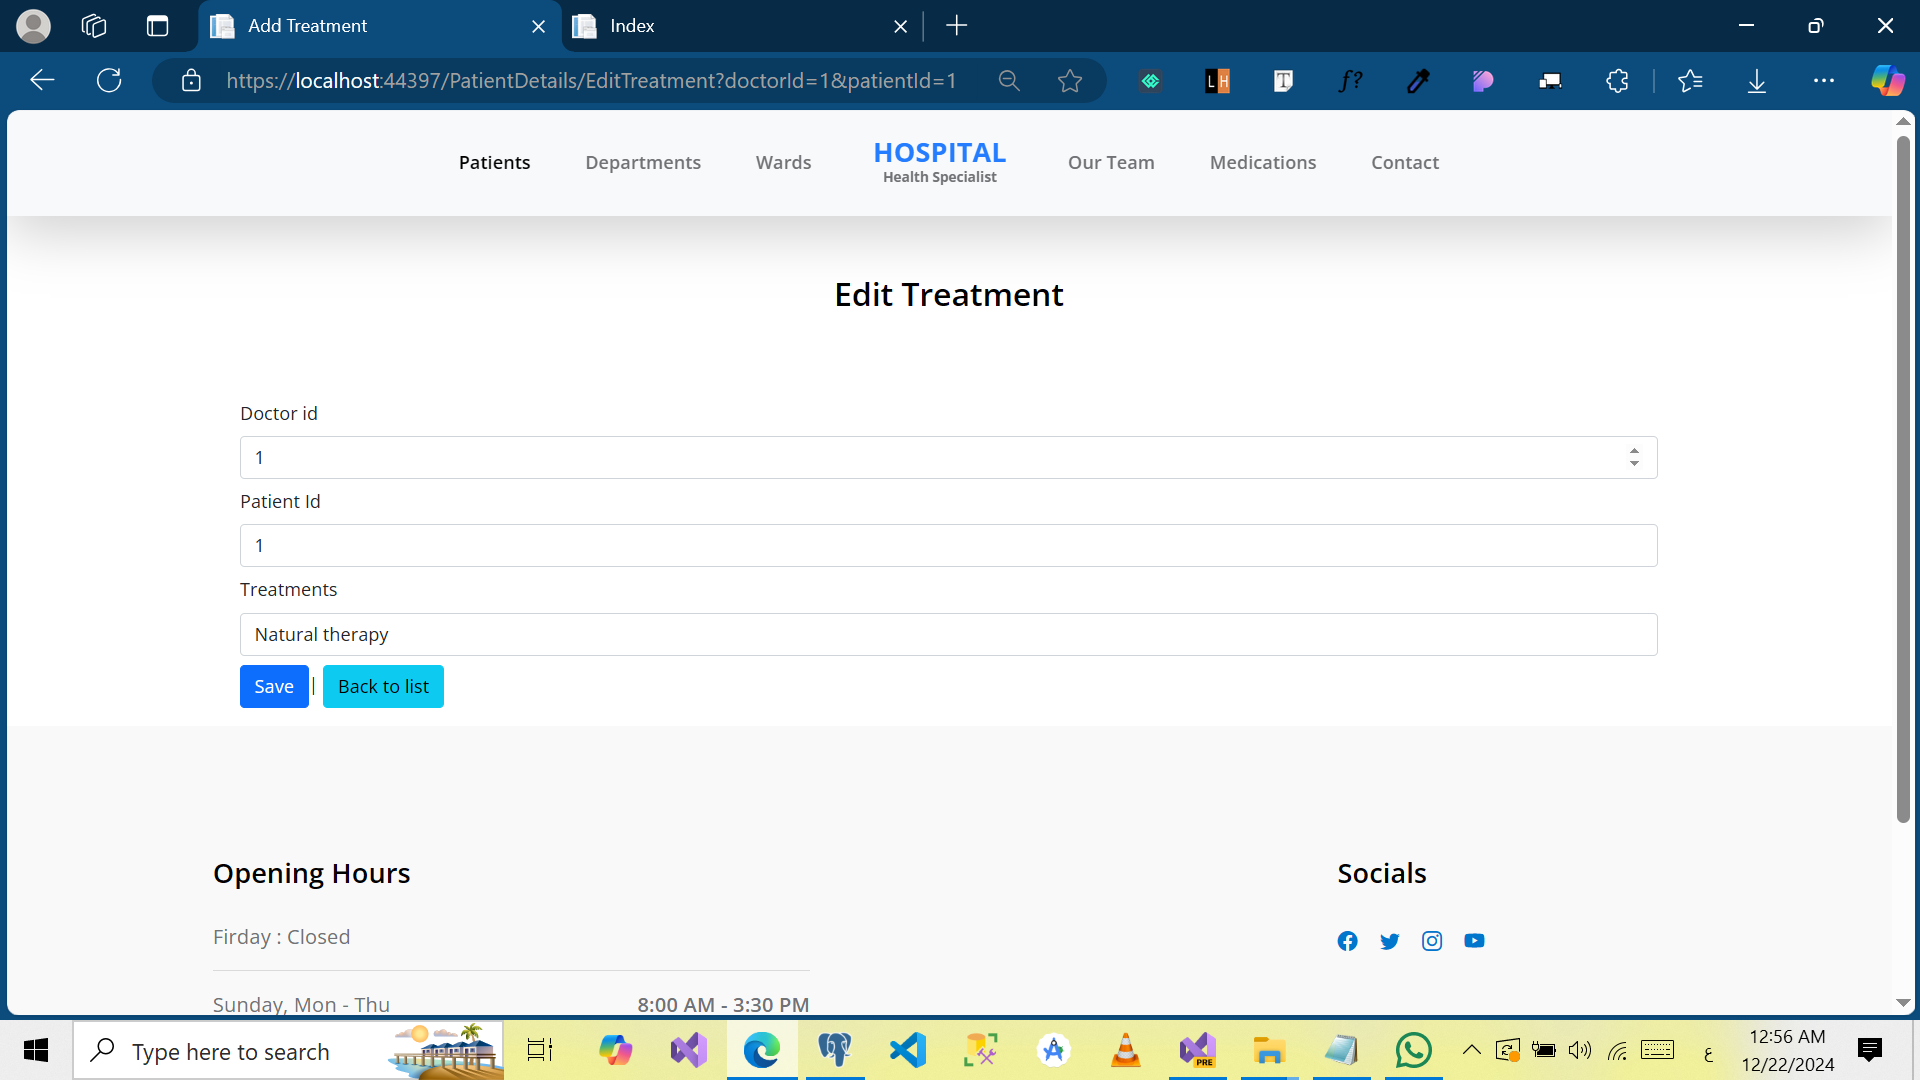 Add Treatment
Index
https://localhost:44397/PatientDetails/EditTreatment?doctorId=1&patientId=1
LH
T
f?
Patients
Departments
Wards
HOSPITAL
Health Specialist
Our Team
Medications
Contact
Edit Treatment
Doctor id
1
Patient Id
1
Treatments
Natural therapy
Save
|
Back to list
Opening Hours
Socials
Firday : Closed
Sunday, Mon - Thu
8:00 AM - 3:30 PM
Type here to search
PRE
ع
12:56 AM
12/22/2024